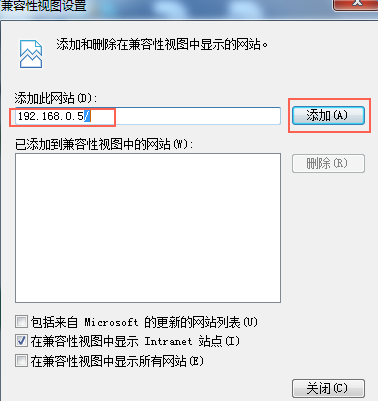 兼容性视图设置
添加和删除在兼容性视图中显示的网站。
添加此网站(D):
192.168.0.5/
添加(A)
已添加到兼容性视图中的网站(W):
删除(R)
包括来自 Microsoft 的更新的网站列表(U)
在兼容性视图中显示 Intranet 站点(I)
在兼容性视图中显示所有网站(E)
关闭(C)